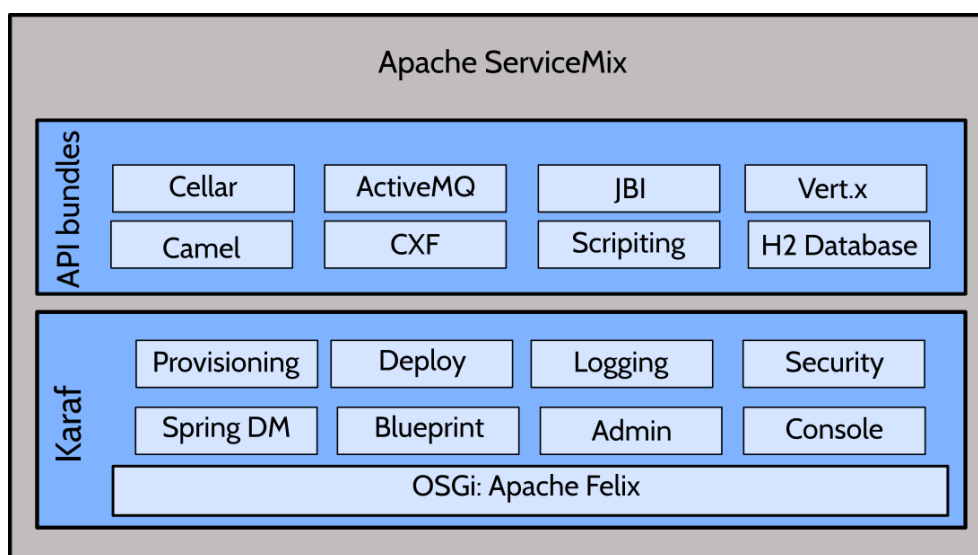 Apache ServiceMix
API bundles
Cellar
ActiveMQ
JBI
Vert.x
Camel
CXF
Scripiting
H2 Database
Karaf
Provisioning
Deploy
Logging
Security
Spring DM
Blueprint
Admin
Console
OSGi: Apache Felix